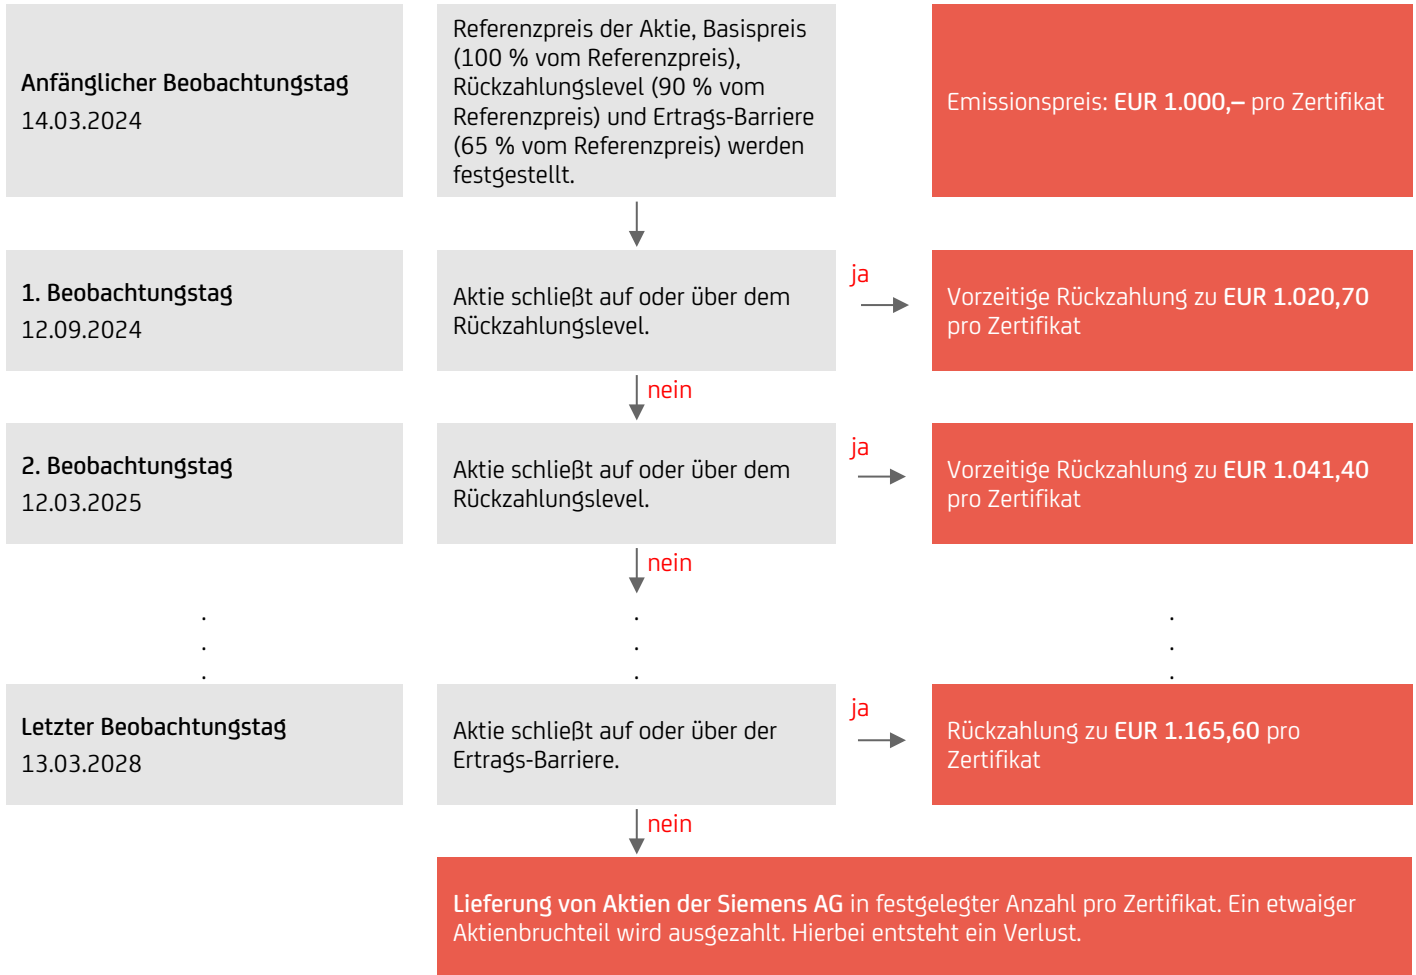 Anfänglicher Beobachtungstag
14.03.2024
Referenzpreis der Aktie, Basispreis
(100 % vom Referenzpreis),
Rückzahlungslevel (90 % vom
Referenzpreis) und Ertrags-Barriere
(65 % vom Referenzpreis) werden
festgestellt.
Emissionspreis: EUR 1.000,– pro Zertifikat
1. Beobachtungstag
12.09.2024
Aktie schließt auf oder über dem
Rückzahlungslevel.
ja
Vorzeitige Rückzahlung zu EUR 1.020,70
pro Zertifikat
nein
2. Beobachtungstag
12.03.2025
Aktie schließt auf oder über dem
Rückzahlungslevel.
ja
Vorzeitige Rückzahlung zu EUR 1.041,40
pro Zertifikat
nein
. . .
. . .
. . .
Letzter Beobachtungstag
13.03.2028
Aktie schließt auf oder über der
Ertrags-Barriere.
ja
Rückzahlung zu EUR 1.165,60 pro
Zertifikat
nein
Lieferung von Aktien der Siemens AG in festgelegter Anzahl pro Zertifikat. Ein etwaiger
Aktienbruchteil wird ausgezahlt. Hierbei entsteht ein Verlust.